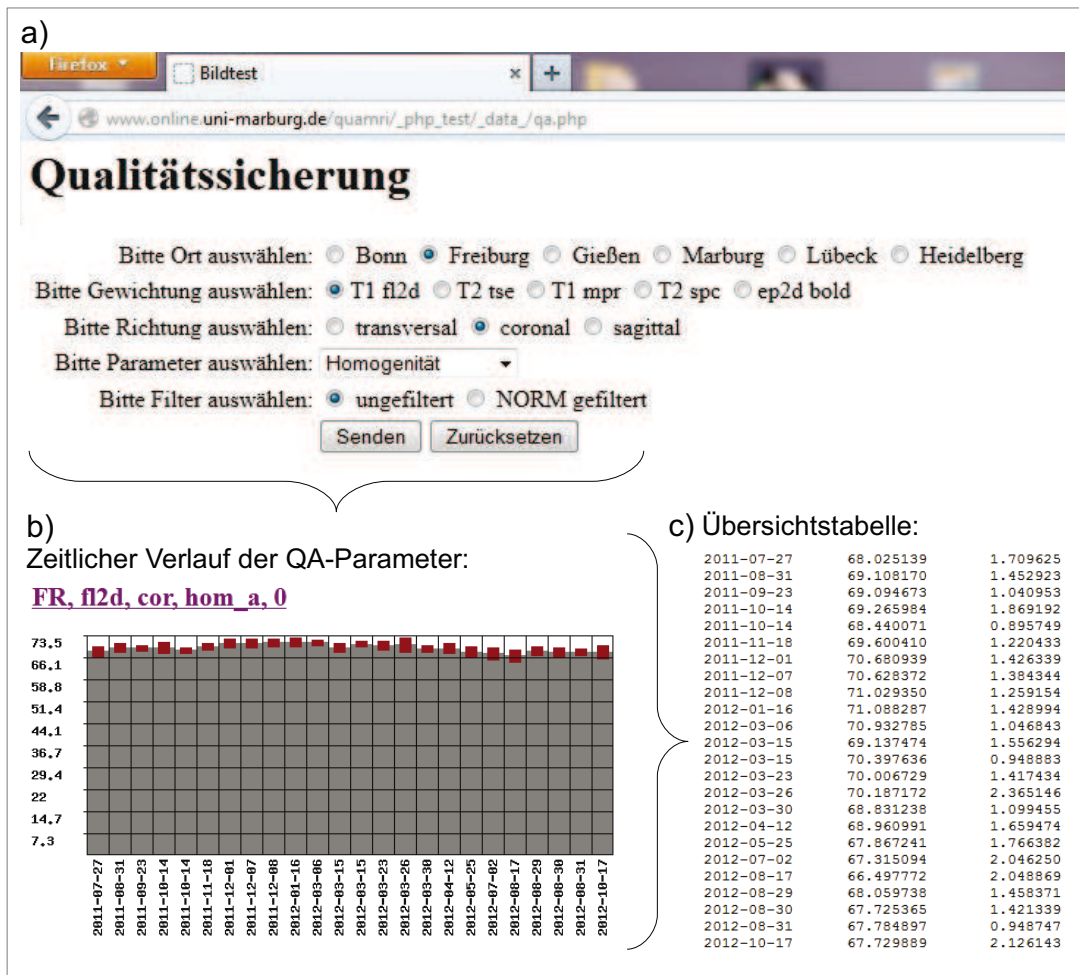 a)
Firefox
Bildtest × +
www.online.uni-marburg.de/quamri/_php_test/_data_/qa.php
Qualitätssicherung
Bitte Ort auswählen: Bonn Freiburg Gießen Marburg Lübeck Heidelberg
Bitte Gewichtung auswählen: T1 fl2d T2 tse T1 mpr T2 spc ep2d bold
Bitte Richtung auswählen: transversal coronal sagittal
Bitte Parameter auswählen: Homogenität
Bitte Filter auswählen: ungefiltert NORM gefiltert
Senden Zurücksetzen
b)
Zeitlicher Verlauf der QA-Parameter:
FR, fl2d, cor, hom_a, 0
73.5
66.1
58.8
51.4
44.1
36.7
29.4
22
14.7
7.3
2011-07-27
2011-08-31
2011-09-23
2011-10-14
2011-10-14
2011-11-18
2011-12-01
2011-12-07
2011-12-08
2012-01-16
2012-03-06
2012-03-15
2012-03-15
2012-03-23
2012-03-26
2012-03-30
2012-04-12
2012-05-25
2012-07-02
2012-08-17
2012-08-29
2012-08-30
2012-08-31
2012-10-17
c) Übersichtstabelle:
2011-07-27 68.025139 1.709625
2011-08-31 69.108170 1.452923
2011-09-23 69.094673 1.040953
2011-10-14 69.265984 1.869192
2011-10-14 68.440071 0.895749
2011-11-18 69.600410 1.220433
2011-12-01 70.680939 1.426339
2011-12-07 70.628372 1.384344
2011-12-08 71.029350 1.259154
2012-01-16 71.088287 1.428994
2012-03-06 70.932785 1.046843
2012-03-15 69.137474 1.556294
2012-03-15 70.397636 0.948883
2012-03-23 70.006729 1.417434
2012-03-26 70.187172 2.365146
2012-03-30 68.831238 1.099455
2012-04-12 68.960991 1.659474
2012-05-25 67.867241 1.766382
2012-07-02 67.315094 2.046250
2012-08-17 66.497772 2.048869
2012-08-29 68.059738 1.458371
2012-08-30 67.725365 1.421339
2012-08-31 67.784897 0.948747
2012-10-17 67.729889 2.126143